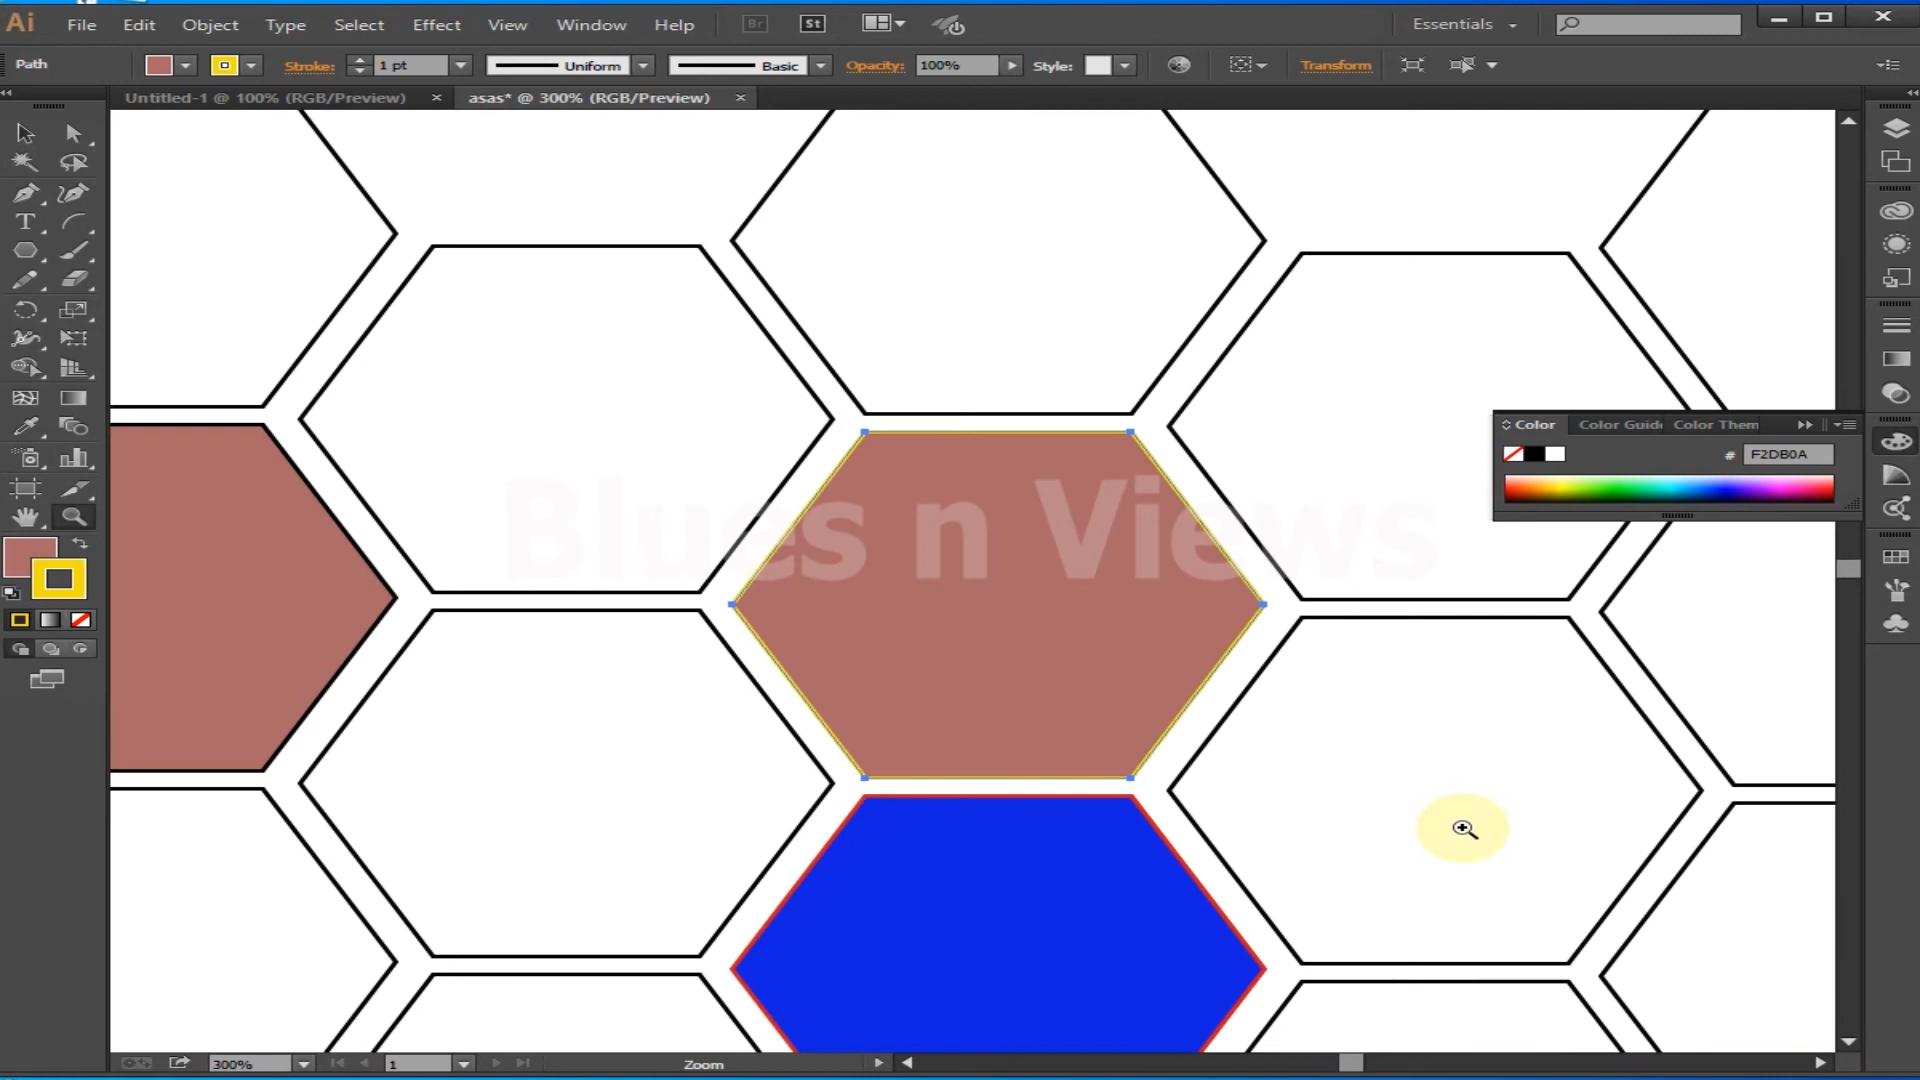 Ai File Edit Object Type Select Effect View Window Help Br St Essentials
Path Stroke: 1 pt Uniform Basic Opacity: 100% Style: Transform
Untitled-1 @ 100% (RGB/Preview) × asas* @ 300% (RGB/Preview) ×
Color Color Guid Color Them
# F2DB0A
Blues n Views
300% 1 Zoom